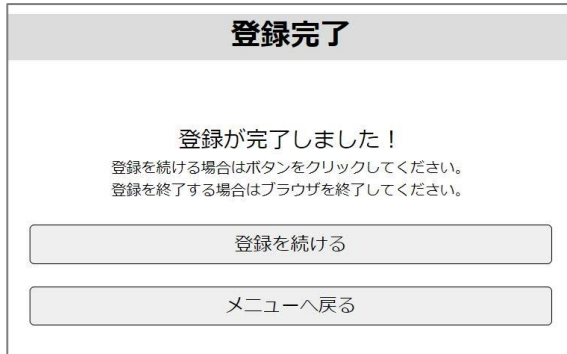 登録完了
登録が完了しました！
登録を続ける場合はボタンをクリックしてください。
登録を終了する場合はブラウザを終了してください。
登録を続ける
メニューへ戻る